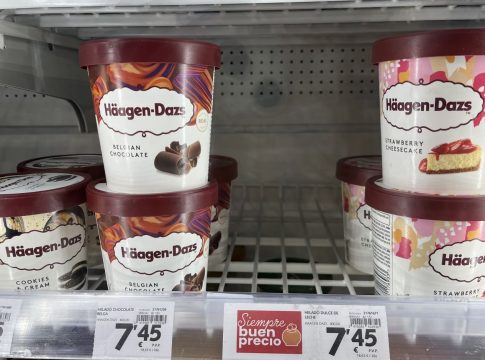 Häagen-Dazs
BELGIAN
CHOCOLATE
Häagen-Dazs
STRAWBERRY
CHEESECAKE
Häagen-Dazs
COOKIES
& CREAM
Häagen-Dazs
BELGIAN
CHOCOLATE
Häagen
STRAWBERRY
HELADO CHOCOLATE
BELGA
7'45
€
P.V.P.
Siempre
buen
precio
HELADO DULCE DE
LECHE
7'45
€
P.V.P.